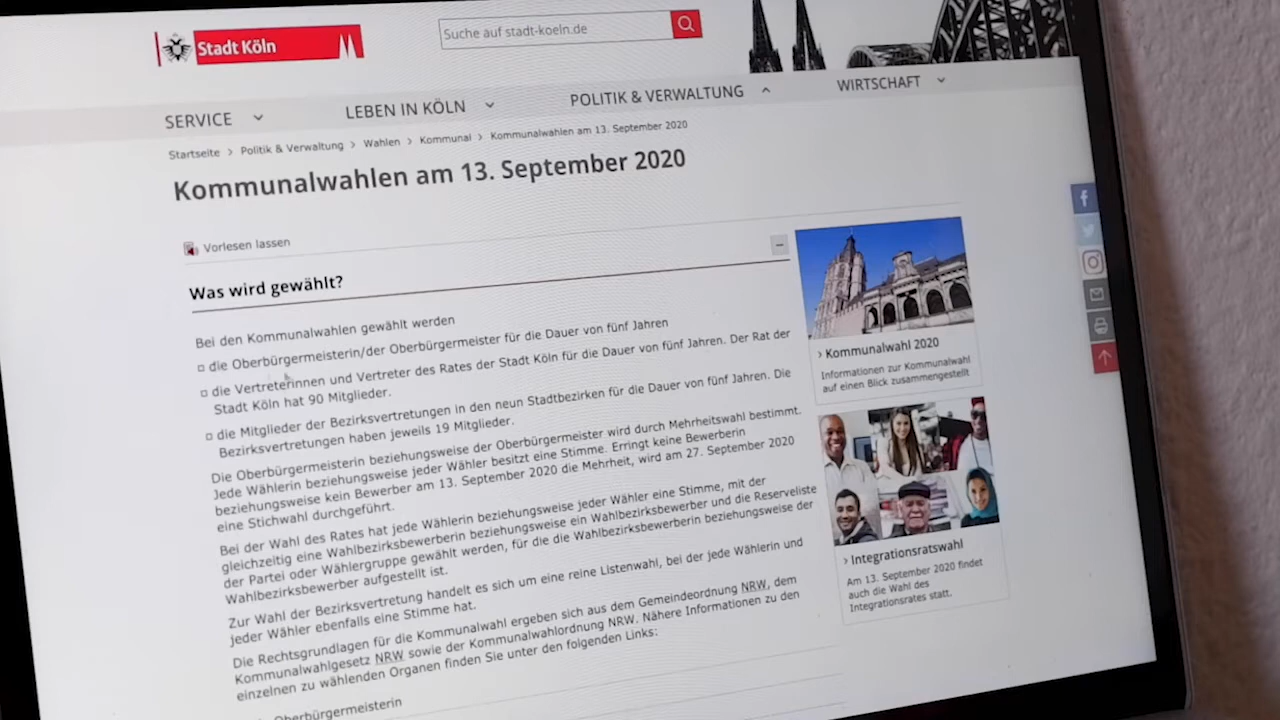 Stadt Köln
Suche auf stadt-koeln.de
SERVICE
LEBEN IN KÖLN
POLITIK & VERWALTUNG
WIRTSCHAFT
Startseite > Politik & Verwaltung > Wahlen > Kommunal > Kommunalwahlen am 13. September 2020
Kommunalwahlen am 13. September 2020
Vorlesen lassen
Was wird gewählt?
Bei den Kommunalwahlen gewählt werden
die Oberbürgermeisterin/der Oberbürgermeister für die Dauer von fünf Jahren
die Vertreterinnen und Vertreter des Rates der Stadt Köln für die Dauer von fünf Jahren. Der Rat der
Stadt Köln hat 90 Mitglieder.
die Mitglieder der Bezirksvertretungen in den neun Stadtbezirken für die Dauer von fünf Jahren. Die
Bezirksvertretungen haben jeweils 19 Mitglieder.
Die Oberbürgermeisterin beziehungsweise der Oberbürgermeister wird durch Mehrheitswahl bestimmt.
Jede Wählerin beziehungsweise jeder Wähler besitzt eine Stimme. Erringt keine Bewerberin
beziehungsweise kein Bewerber am 13. September 2020 die Mehrheit, wird am 27. September 2020
eine Stichwahl durchgeführt.
Bei der Wahl des Rates hat jede Wählerin beziehungsweise jeder Wähler eine Stimme, mit der
gleichzeitig eine Wahlbezirksbewerberin beziehungsweise ein Wahlbezirksbewerber und die Reserveliste
der Partei oder Wählergruppe gewählt werden, für die die Wahlbezirksbewerberin beziehungsweise der
Wahlbezirksbewerber aufgestellt ist.
Zur Wahl der Bezirksvertretung handelt es sich um eine reine Listenwahl, bei der jede Wählerin und
jeder Wähler ebenfalls eine Stimme hat.
Die Rechtsgrundlagen für die Kommunalwahl ergeben sich aus dem Gemeindeordnung NRW, dem
Kommunalwahlgesetz NRW sowie der Kommunalwahlordnung NRW. Nähere Informationen zu den
einzelnen zu wählenden Organen finden Sie unter den folgenden Links:
Oberbürgermeisterin
> Kommunalwahl 2020
Informationen zur Kommunalwahl
auf einen Blick zusammengestellt
> Integrationsratswahl
Am 13. September 2020 findet
auch die Wahl des
Integrationsrates statt.